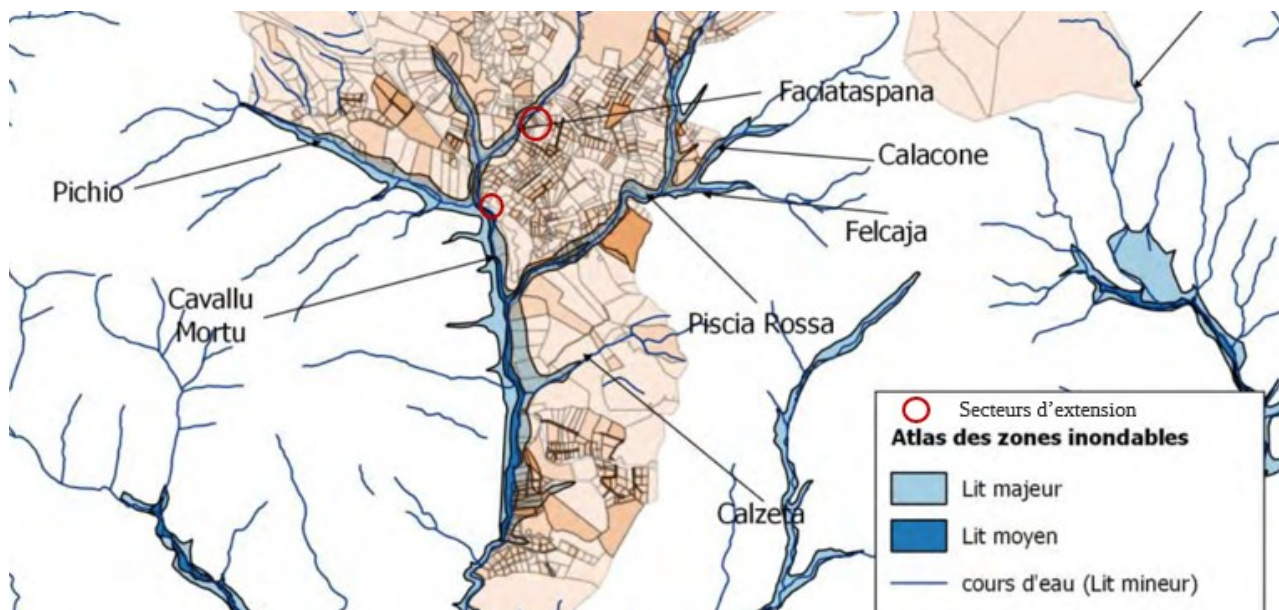 Faciataspana
Calacone
Pichio
Felcaja
Cavallu
Mortu
Piscia Rossa
Calzeta
Secteurs d'extension
Atlas des zones inondables
Lit majeur
Lit moyen
cours d'eau (Lit mineur)